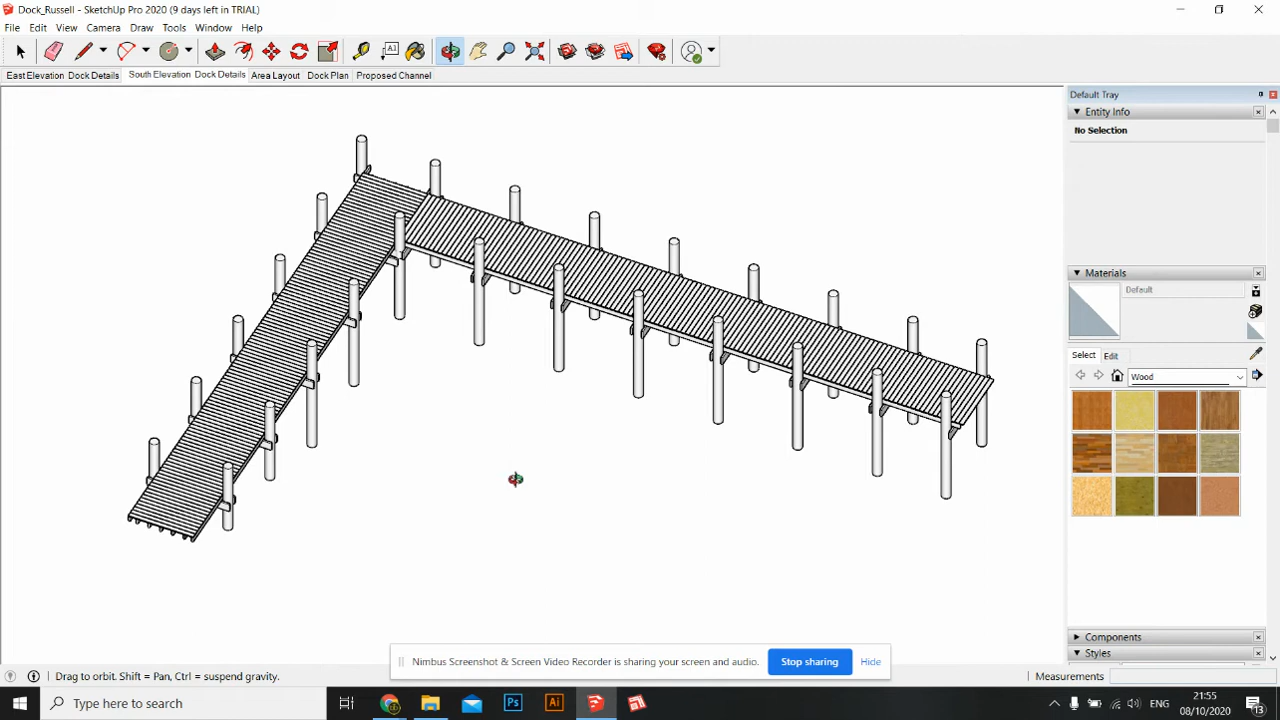 Dock_Russell - SketchUp Pro 2020 (9 days left in TRIAL)
File Edit View Camera Draw Tools Window Help
East Elevation Dock Details South Elevation Dock Details Area Layout Dock Plan Proposed Channel
Default Tray
Entity Info
No Selection
Materials
Default
Select Edit
Wood
Components
Styles
Nimbus Screenshot & Screen Video Recorder is sharing your screen and audio. Stop sharing Hide
Drag to orbit. Shift = Pan, Ctrl = suspend gravity. Measurements
Type here to search
Ps Ai
ENG
21:55
08/10/2020
13